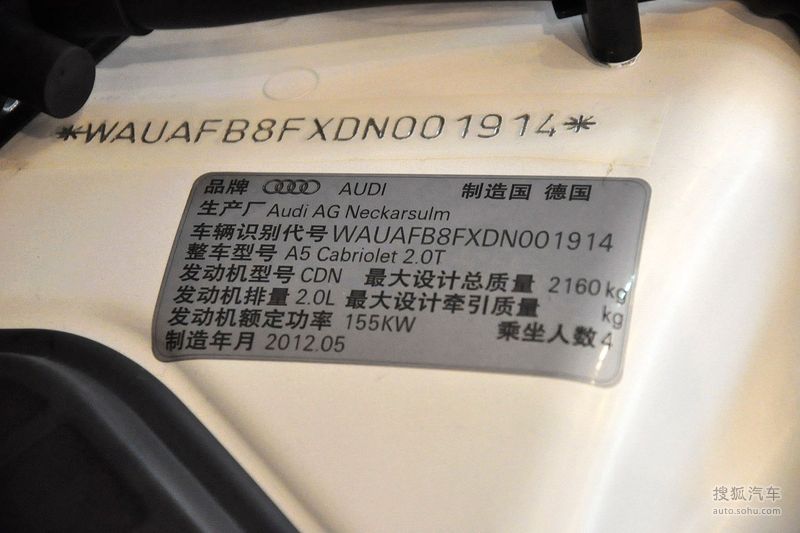 *WAUAFB8FXDN001914*
品牌 AUDI 制造国 德国
生产厂 Audi AG Neckarsulm
车辆识别代号 WAUAFB8FXDN001914
整车型号 A5 Cabriolet 2.0T
发动机型号 CDN 最大设计总质量 2160 kg
发动机排量 2.0L 最大设计牵引质量 kg
发动机额定功率 155KW 乘坐人数 4
制造年月 2012.05
搜狐汽车
auto.sohu.com